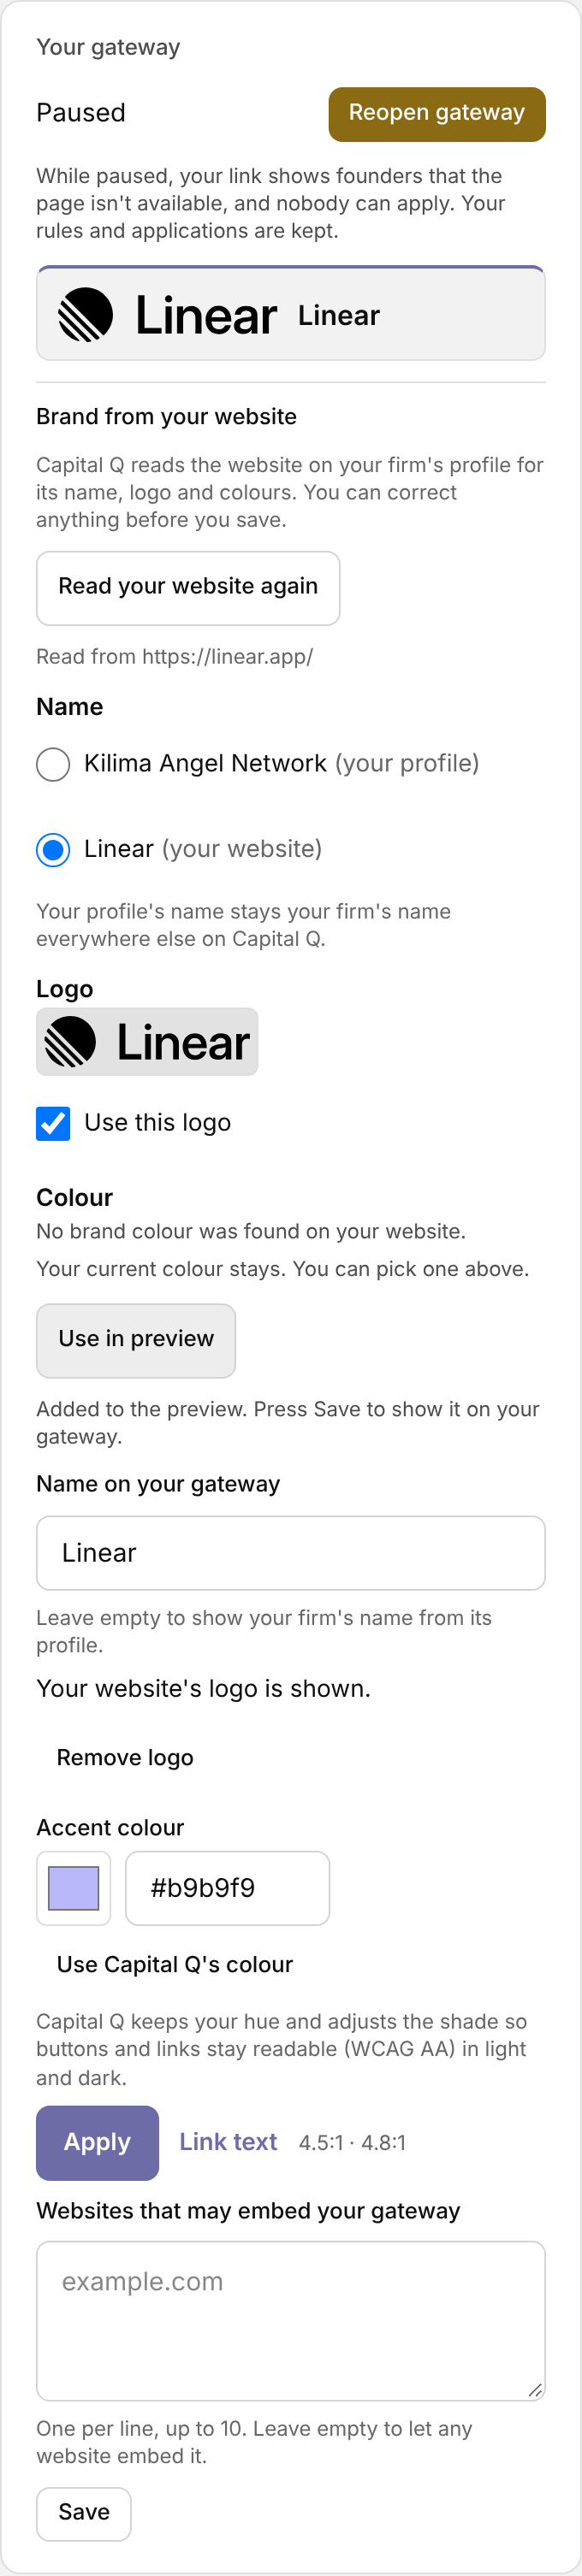 Your gateway
Paused
Reopen gateway
While paused, your link shows founders that the
page isn't available, and nobody can apply. Your
rules and applications are kept.
Linear Linear
Brand from your website
Capital Q reads the website on your firm's profile for
its name, logo and colours. You can correct
anything before you save.
Read your website again
Read from https://linear.app/
Name
Kilima Angel Network (your profile)
Linear (your website)
Your profile's name stays your firm's name
everywhere else on Capital Q.
Logo
Linear
Use this logo
Colour
No brand colour was found on your website.
Your current colour stays. You can pick one above.
Use in preview
Added to the preview. Press Save to show it on your
gateway.
Name on your gateway
Linear
Leave empty to show your firm's name from its
profile.
Your website's logo is shown.
Remove logo
Accent colour
#b9b9f9
Use Capital Q's colour
Capital Q keeps your hue and adjusts the shade so
buttons and links stay readable (WCAG AA) in light
and dark.
Apply Link text 4.5:1 · 4.8:1
Websites that may embed your gateway
example.com
One per line, up to 10. Leave empty to let any
website embed it.
Save